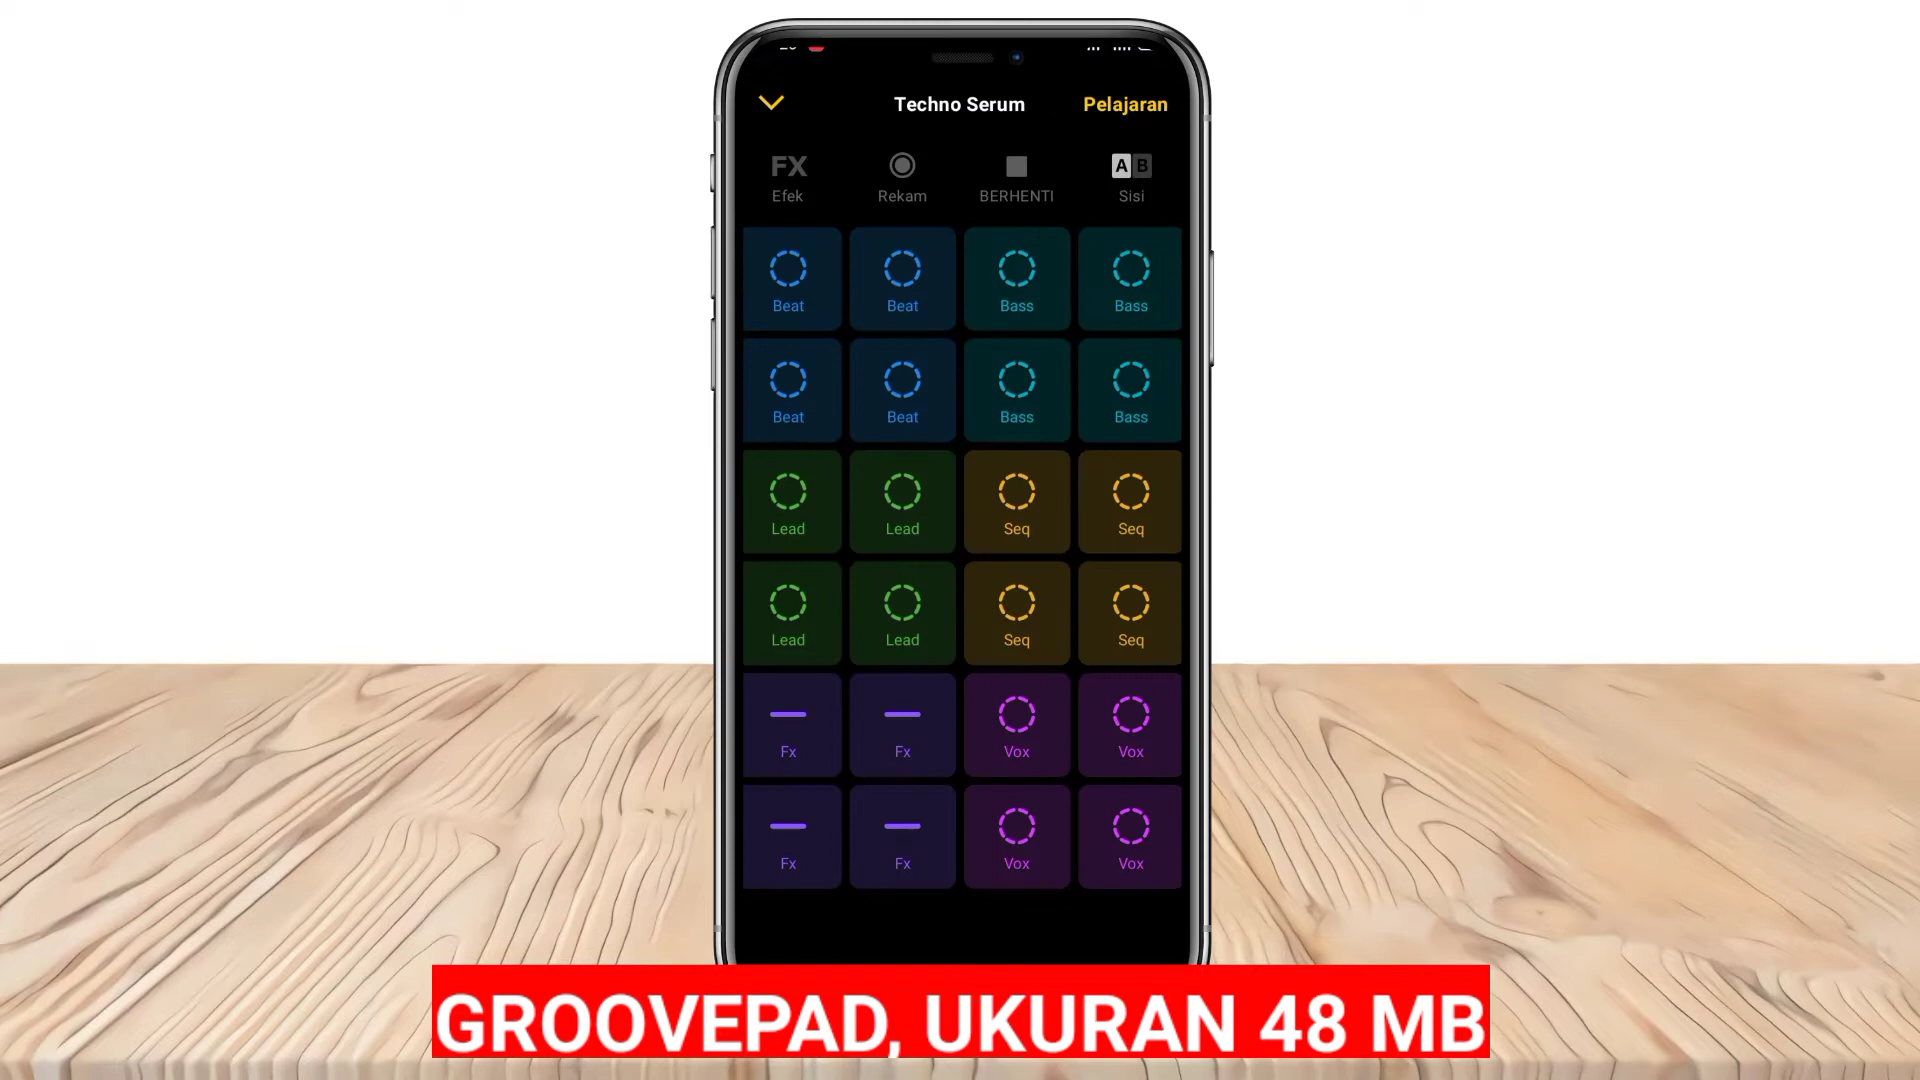 Techno Serum Pelajaran
FX A B
Efek Rekam BERHENTI Sisi
Beat Beat Bass Bass
Beat Beat Bass Bass
Lead Lead Seq Seq
Lead Lead Seq Seq
Fx Fx Vox Vox
Fx Fx Vox Vox
GROOVEPAD, UKURAN 48 MB